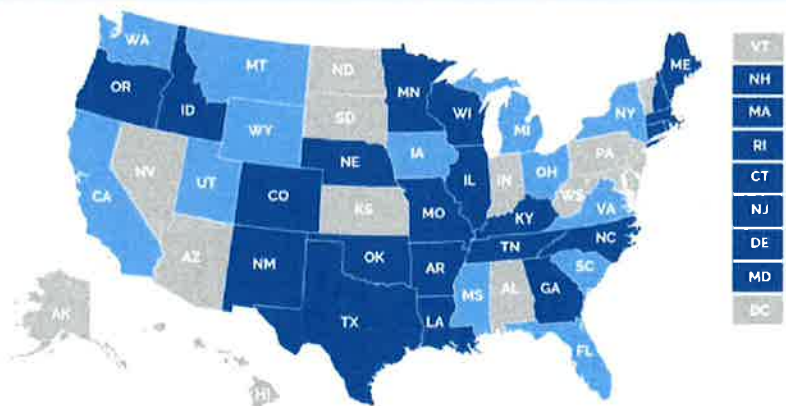 WA
MT
ND
MN
ME
VT
OR
ID
WY
SD
WI
MI
NY
NH
MA
NV
UT
CO
NE
IA
IL
IN
OH
PA
RI
CA
KS
MO
KY
WS
VA
CT
AZ
NM
OK
AR
TN
NC
NJ
TX
LA
MS
AL
GA
SC
DE
AK
HI
FL
MD
DC